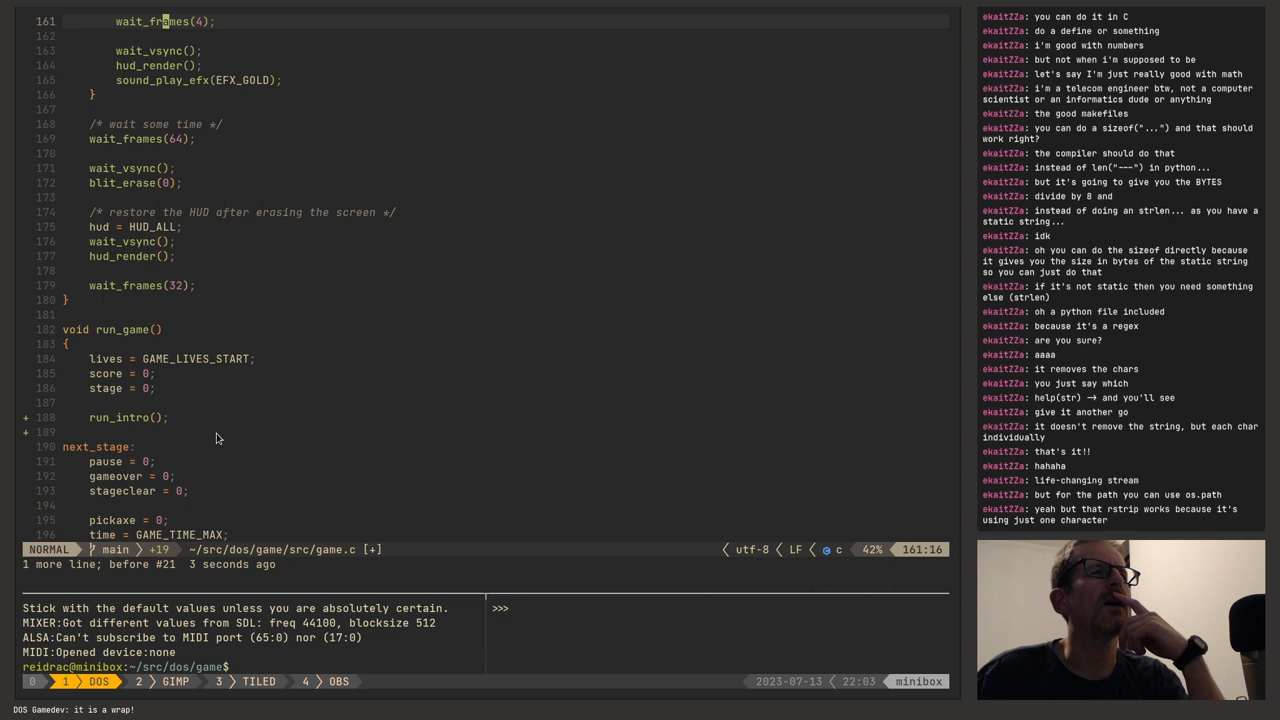 161 wait_frames(4);
162
163 wait_vsync();
164 hud_render();
165 sound_play_efx(EFX_GOLD);
166 }
167
168 /* wait some time */
169 wait_frames(64);
170
171 wait_vsync();
172 blit_erase(0);
173
174 /* restore the HUD after erasing the screen */
175 hud = HUD_ALL;
176 wait_vsync();
177 hud_render();
178
179 wait_frames(32);
180 }
181
182 void run_game()
183 {
184 lives = GAME_LIVES_START;
185 score = 0;
186 stage = 0;
187
+ 188 run_intro();
+ 189
190 next_stage:
191 pause = 0;
192 gameover = 0;
193 stageclear = 0;
194
195 pickaxe = 0;
196 time = GAME_TIME_MAX;
NORMAL main +19 ~/src/dos/game/src/game.c [+] utf-8 LF c 42% 161:16
1 more line; before #21 3 seconds ago
Stick with the default values unless you are absolutely certain.
MIXER:Got different values from SDL: freq 44100, blocksize 512
ALSA:Can't subscribe to MIDI port (65:0) nor (17:0)
MIDI:Opened device:none
reidrac@minibox:~/src/dos/game$
>>>
0 1 DOS 2 GIMP 3 TILED 4 OBS 2023-07-13 22:03 minibox
DOS Gamedev: it is a wrap!
ekaitZZa: you can do it in C
ekaitZZa: do a define or something
ekaitZZa: i'm good with numbers
ekaitZZa: but not when i'm supposed to be
ekaitZZa: let's say I'm just really good with math
ekaitZZa: i'm a telecom engineer btw, not a computer
scientist or an informatics dude or anything
ekaitZZa: the good makefiles
ekaitZZa: you can do a sizeof("...") and that should
work right?
ekaitZZa: the compiler should do that
ekaitZZa: instead of len("---") in python...
ekaitZZa: but it's going to give you the BYTES
ekaitZZa: divide by 8 and
ekaitZZa: instead of doing an strlen... as you have a
static string...
ekaitZZa: idk
ekaitZZa: oh you can do the sizeof directly because
it gives you the size in bytes of the static string
so you can just do that
ekaitZZa: if it's not static then you need something
else (strlen)
ekaitZZa: oh a python file included
ekaitZZa: because it's a regex
ekaitZZa: are you sure?
ekaitZZa: aaaa
ekaitZZa: it removes the chars
ekaitZZa: you just say which
ekaitZZa: help(str) -> and you'll see
ekaitZZa: give it another go
ekaitZZa: it doesn't remove the string, but each char
individually
ekaitZZa: that's it!!
ekaitZZa: hahaha
ekaitZZa: life-changing stream
ekaitZZa: but for the path you can use os.path
ekaitZZa: yeah but that rstrip works because it's
using just one character